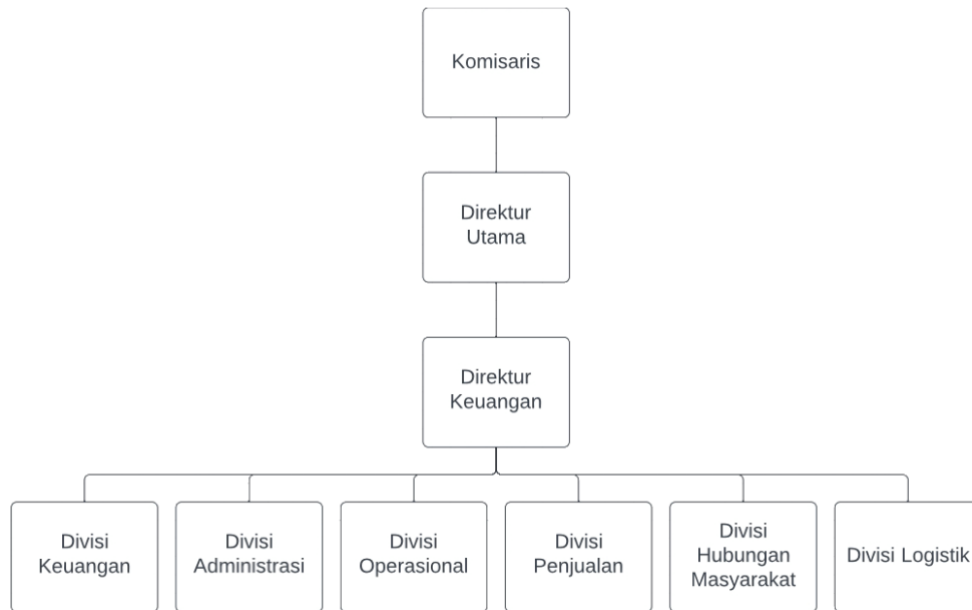 Komisaris
Direktur
Utama
Direktur
Keuangan
Divisi
Keuangan
Divisi
Administrasi
Divisi
Operasional
Divisi
Penjualan
Divisi
Hubungan
Masyarakat
Divisi Logistik